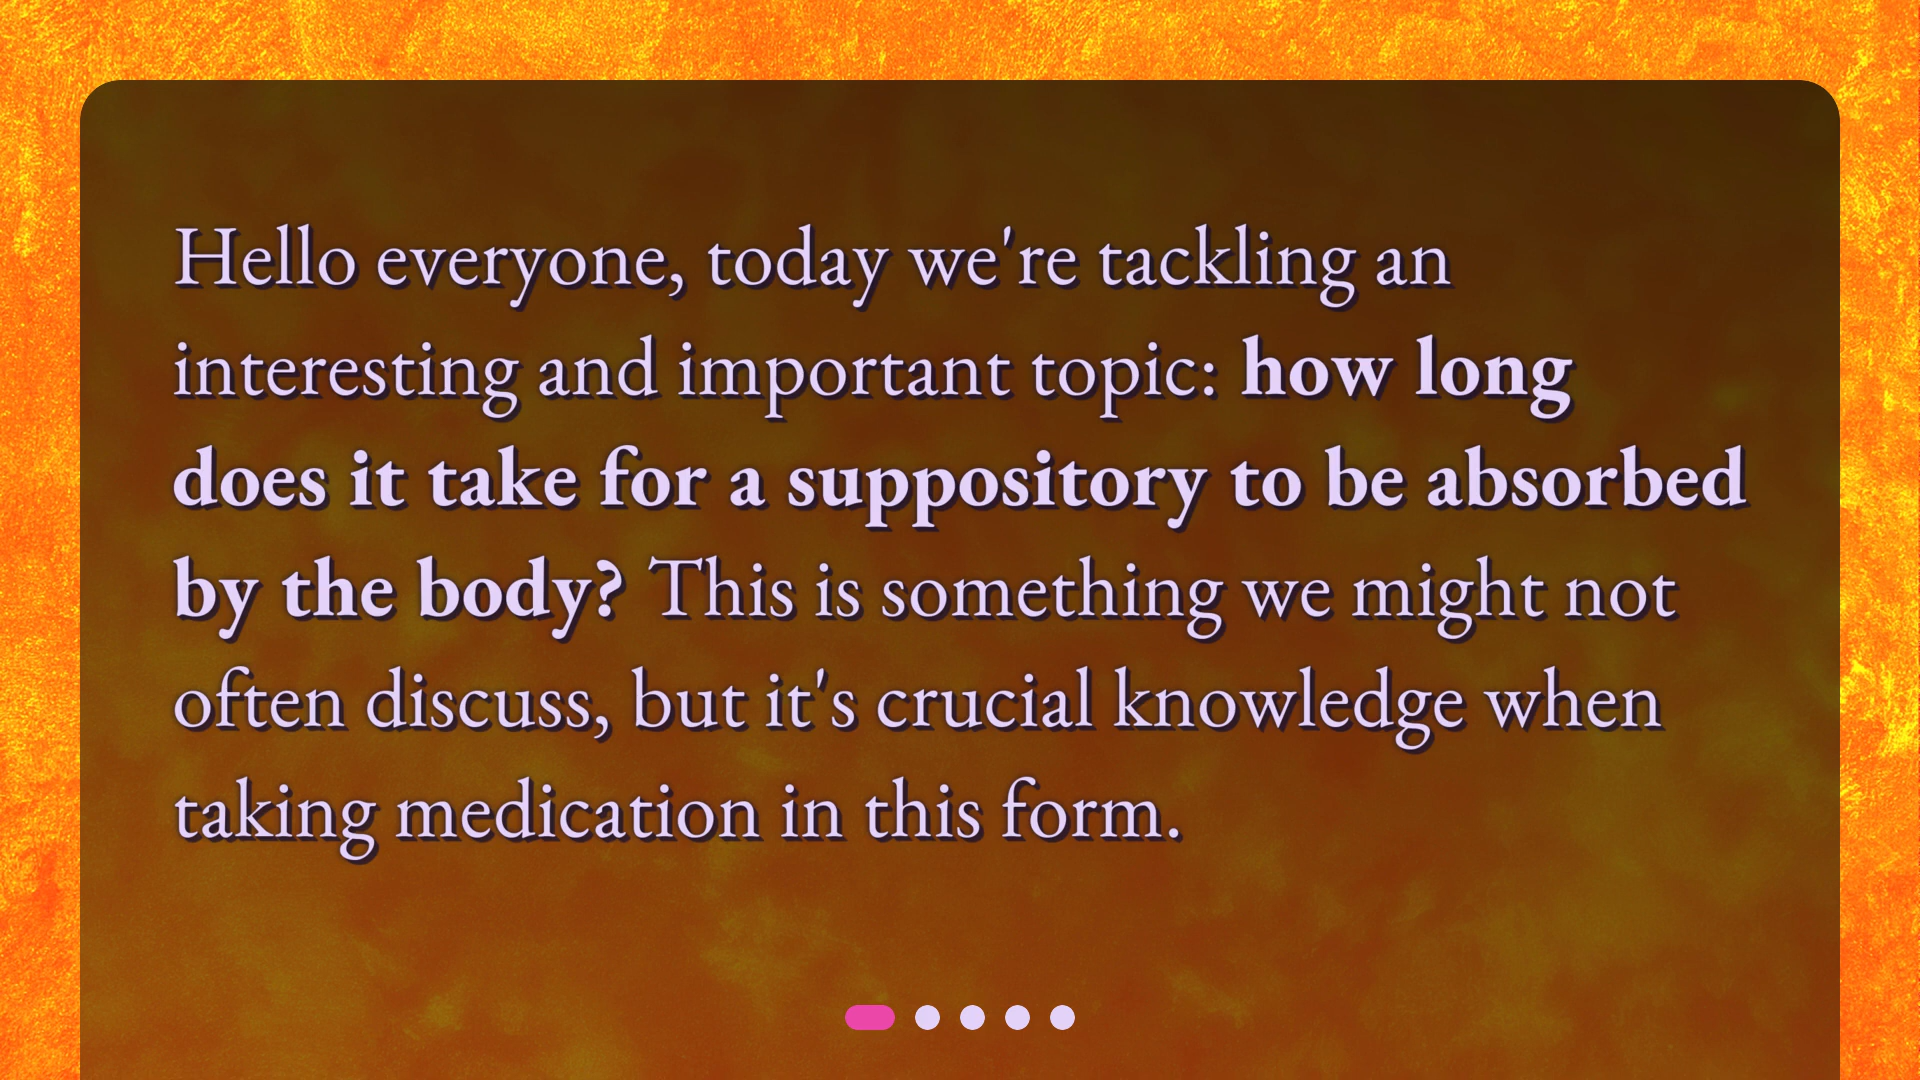 Hello everyone, today we're tackling an
interesting and important topic: how long
does it take for a suppository to be absorbed
by the body? This is something we might not
often discuss, but it's crucial knowledge when
taking medication in this form.